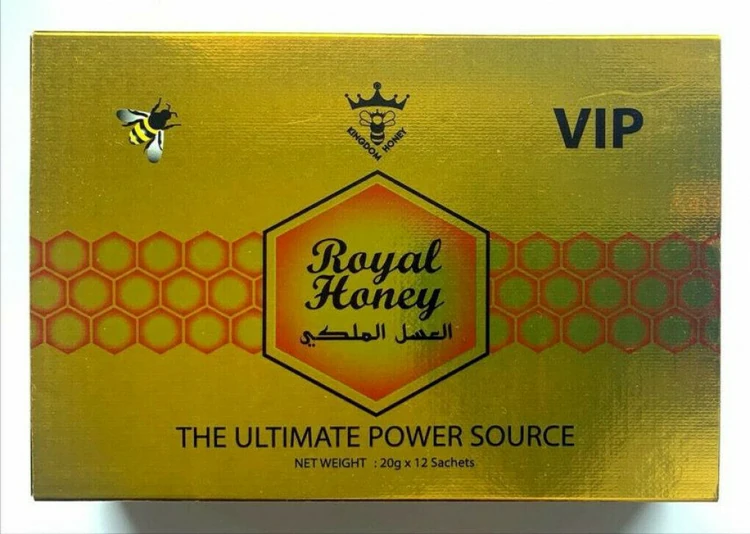 KINGDOM HONEY
VIP
Royal
Honey
العسل الملكي
THE ULTIMATE POWER SOURCE
NET WEIGHT : 20g x 12 Sachets